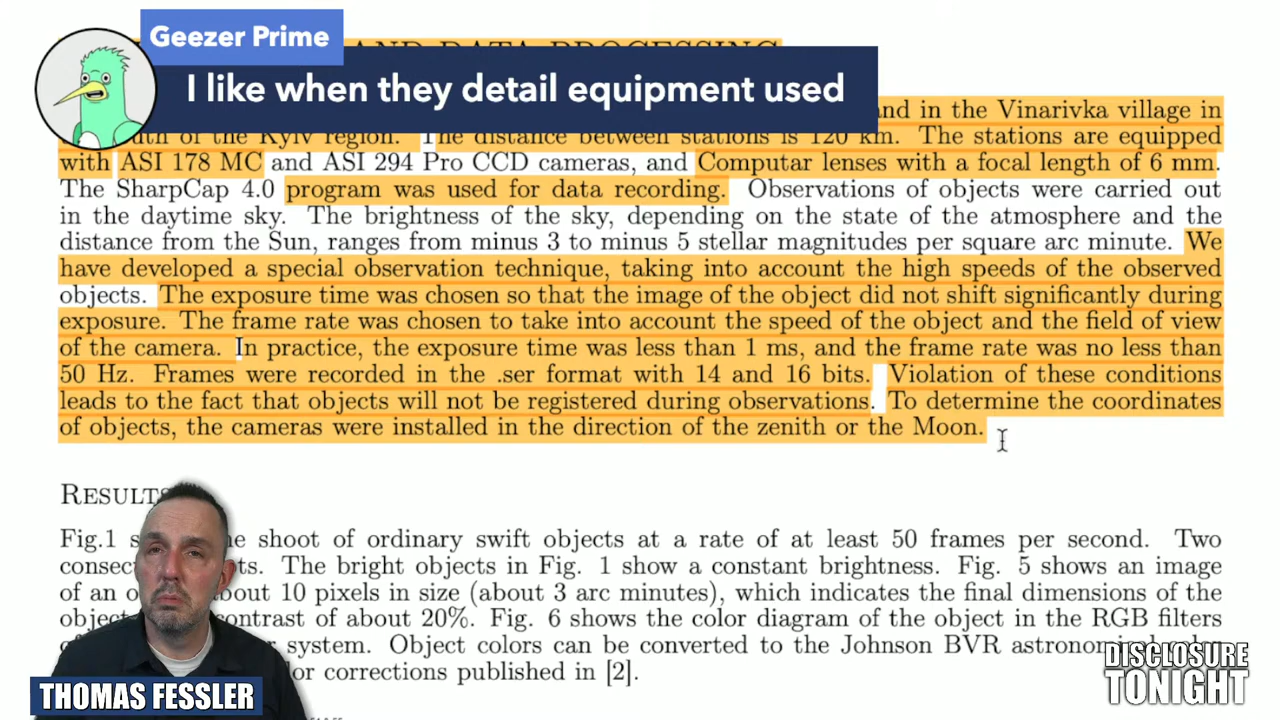 Geezer Prime
I like when they detail equipment used
AND DATA PROCESSING
and in the Vinarivka village in
of the Kyiv region. The distance between stations is 120 km. The stations are equipped
with ASI 178 MC and ASI 294 Pro CCD cameras, and Computar lenses with a focal length of 6 mm.
The SharpCap 4.0 program was used for data recording. Observations of objects were carried out
in the daytime sky. The brightness of the sky, depending on the state of the atmosphere and the
distance from the Sun, ranges from minus 3 to minus 5 stellar magnitudes per square arc minute. We
have developed a special observation technique, taking into account the high speeds of the observed
objects. The exposure time was chosen so that the image of the object did not shift significantly during
exposure. The frame rate was chosen to take into account the speed of the object and the field of view
of the camera. In practice, the exposure time was less than 1 ms, and the frame rate was no less than
50 Hz. Frames were recorded in the .ser format with 14 and 16 bits. Violation of these conditions
leads to the fact that objects will not be registered during observations. To determine the coordinates
of objects, the cameras were installed in the direction of the zenith or the Moon.
RESULTS
Fig.1 s he shoot of ordinary swift objects at a rate of at least 50 frames per second. Two
consec ts. The bright objects in Fig. 1 show a constant brightness. Fig. 5 shows an image
of an o bout 10 pixels in size (about 3 arc minutes), which indicates the final dimensions of the
objec contrast of about 20%. Fig. 6 shows the color diagram of the object in the RGB filters
of system. Object colors can be converted to the Johnson BVR
or corrections published in [2].
THOMAS FESSLER
DISCLOSURE
TONIGHT